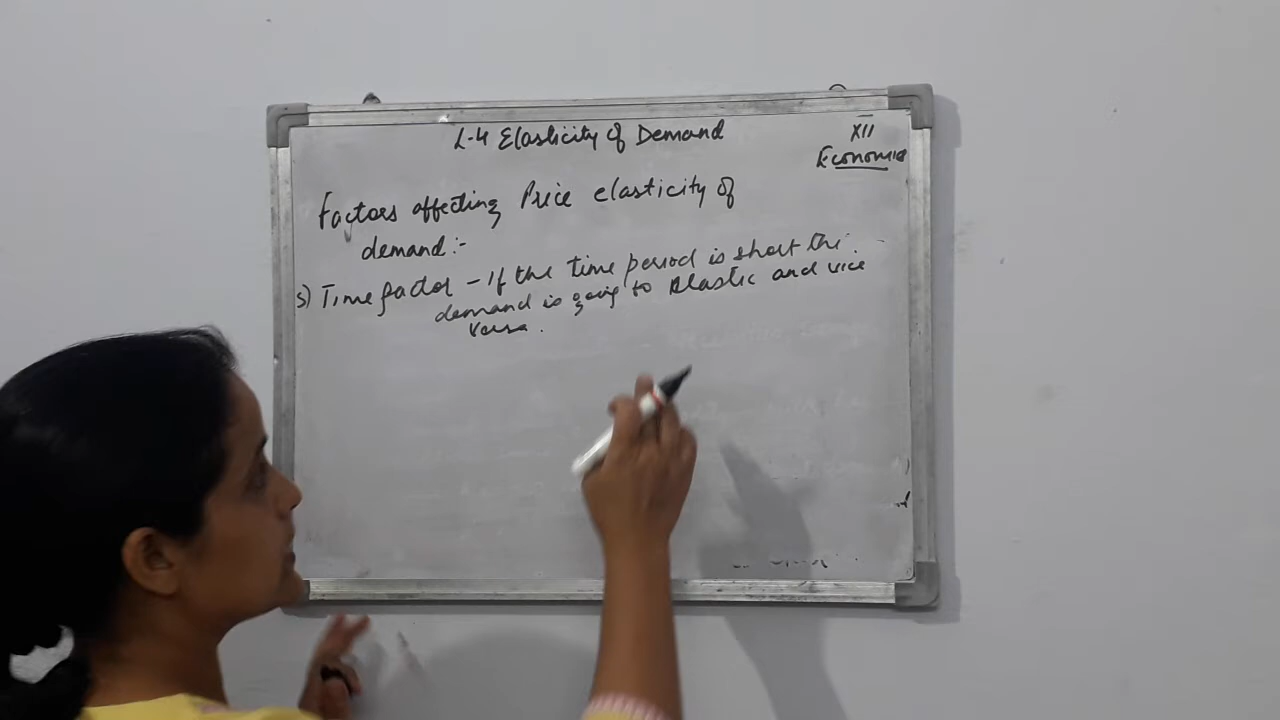 L-4 Elasticity of Demand
XII
Economic
Factors affecting Price elasticity of
demand :-
5) Time factor - If the time period is short the
demand is going to Elastic and vice
versa.